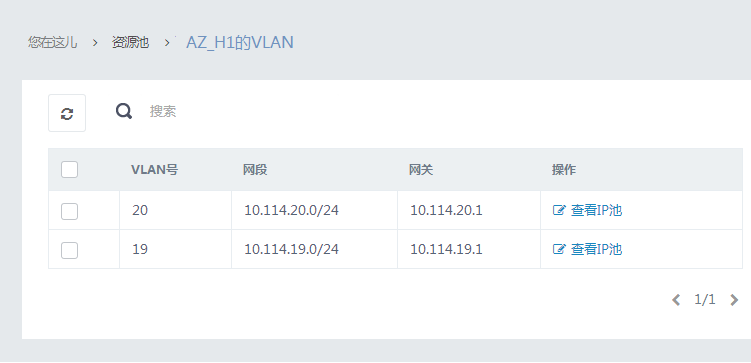 您在这儿 > 资源池 > AZ_H1的VLAN
搜索
VLAN号 网段 网关 操作
20 10.114.20.0/24 10.114.20.1 查看IP池
19 10.114.19.0/24 10.114.19.1 查看IP池
1/1